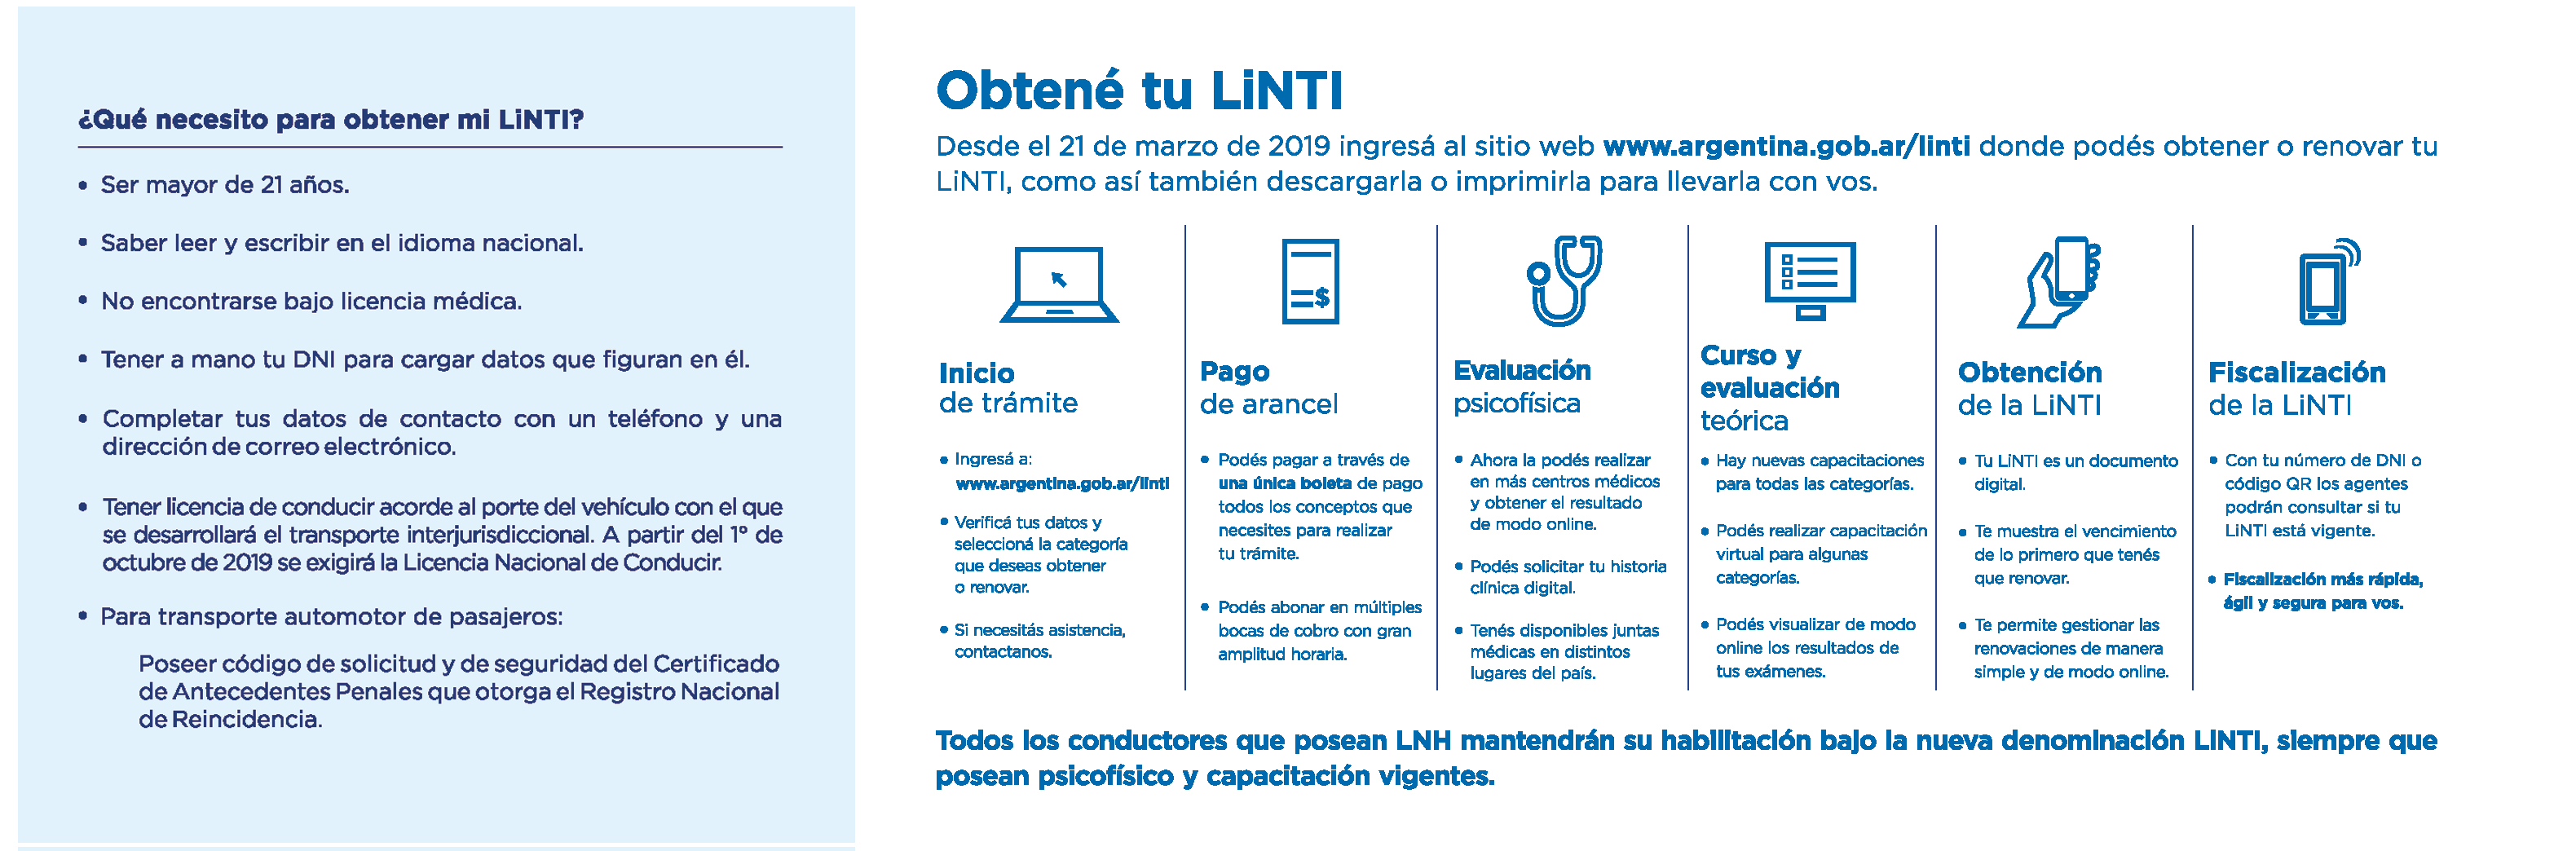 ¿Qué necesito para obtener mi LiNTI?
• Ser mayor de 21 años.
• Saber leer y escribir en el idioma nacional.
• No encontrarse bajo licencia médica.
• Tener a mano tu DNI para cargar datos que figuran en él.
• Completar tus datos de contacto con un teléfono y una
dirección de correo electrónico.
• Tener licencia de conducir acorde al porte del vehículo con el que
se desarrollará el transporte interjurisdiccional. A partir del 1° de
octubre de 2019 se exigirá la Licencia Nacional de Conducir.
• Para transporte automotor de pasajeros:
Poseer código de solicitud y de seguridad del Certificado
de Antecedentes Penales que otorga el Registro Nacional
de Reincidencia.
Obtené tu LiNTI
Desde el 21 de marzo de 2019 ingresá al sitio web www.argentina.gob.ar/linti donde podés obtener o renovar tu
LiNTI, como así también descargarla o imprimirla para llevarla con vos.
Inicio
de trámite
• Ingresá a:
www.argentina.gob.ar/linti
• Verificá tus datos y
seleccioná la categoría
que deseas obtener
o renovar.
• Si necesitás asistencia,
contactanos.
$
Pago
de arancel
• Podés pagar a través de
una única boleta de pago
todos los conceptos que
necesites para realizar
tu trámite.
• Podés abonar en múltiples
bocas de cobro con gran
amplitud horaria.
Evaluación
psicofísica
• Ahora la podés realizar
en más centros médicos
y obtener el resultado
de modo online.
• Podés solicitar tu historia
clínica digital.
• Tenés disponibles juntas
médicas en distintos
lugares del país.
Curso y
evaluación
teórica
• Hay nuevas capacitaciones
para todas las categorías.
• Podés realizar capacitación
virtual para algunas
categorías.
• Podés visualizar de modo
online los resultados de
tus exámenes.
Obtención
de la LiNTI
• Tu LiNTI es un documento
digital.
• Te muestra el vencimiento
de lo primero que tenés
que renovar.
• Te permite gestionar las
renovaciones de manera
simple y de modo online.
Fiscalización
de la LiNTI
• Con tu número de DNI o
código QR los agentes
podrán consultar si tu
LiNTI está vigente.
• Fiscalización más rápida,
ágil y segura para vos.
Todos los conductores que posean LNH mantendrán su habilitación bajo la nueva denominación LiNTI, siempre que
posean psicofísico y capacitación vigentes.